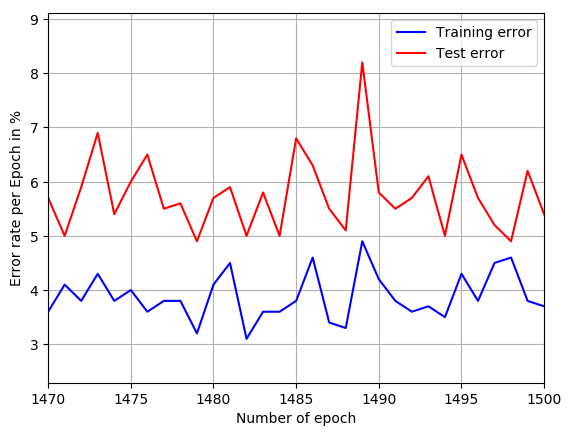 9
8
7
6
5
4
3
Error rate per Epoch in %
Training error
Test error
1470 1475 1480 1485 1490 1495 1500
Number of epoch